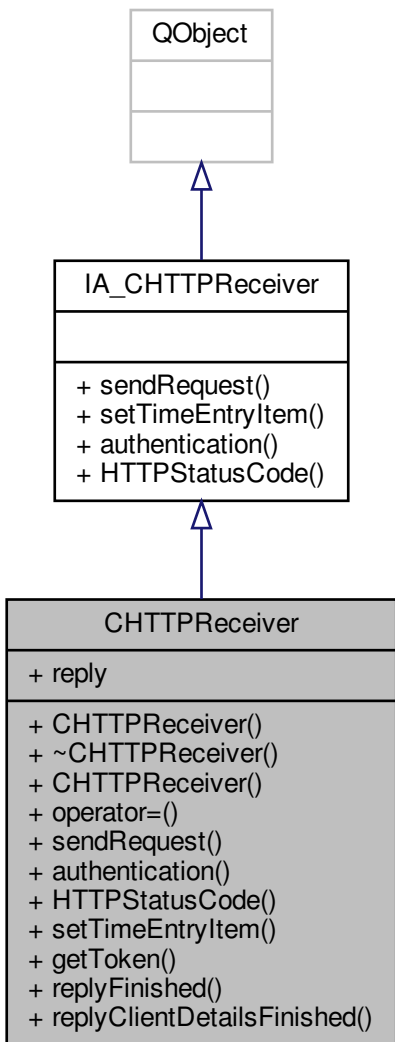 QObject
IA_CHTTPReceiver
+ sendRequest()
+ setTimeEntryItem()
+ authentication()
+ HTTPStatusCode()
CHTTPReceiver
+ reply
+ CHTTPReceiver()
+ ~CHTTPReceiver()
+ CHTTPReceiver()
+ operator=()
+ sendRequest()
+ authentication()
+ HTTPStatusCode()
+ setTimeEntryItem()
+ getToken()
+ replyFinished()
+ replyClientDetailsFinished()